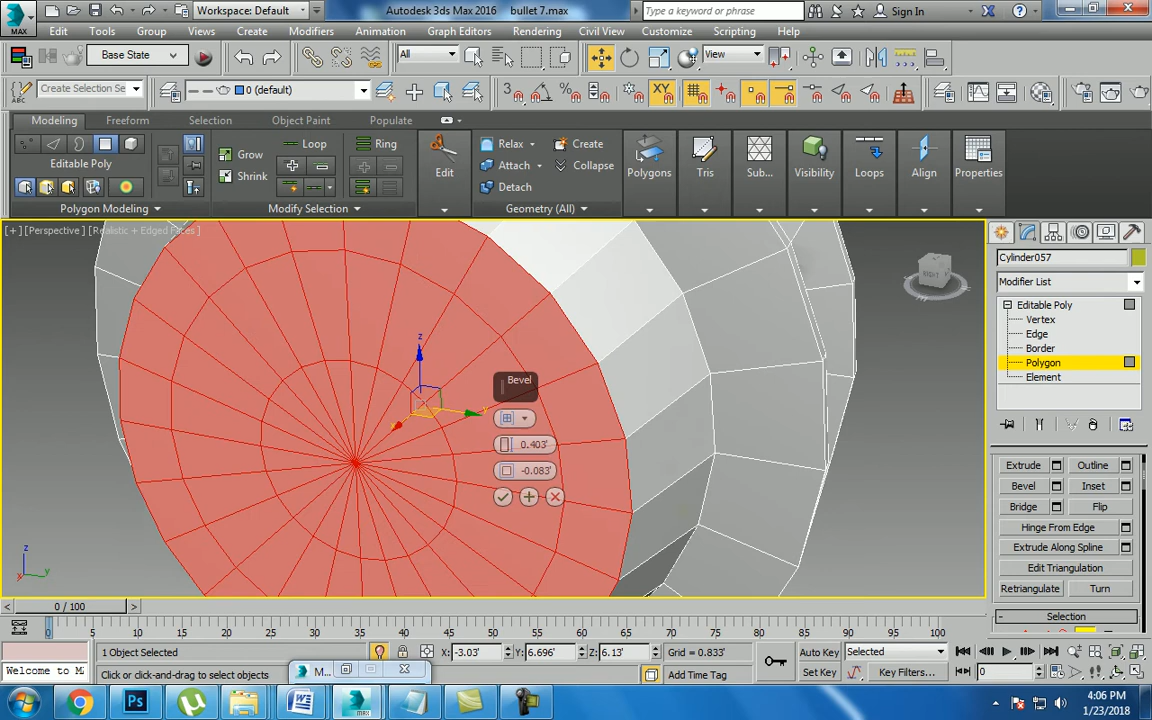 MAX
Workspace: Default
Autodesk 3ds Max 2016    bullet 7.max
Type a keyword or phrase
Sign In
Edit Tools Group Views Create Modifiers Animation Graph Editors Rendering Civil View Customize Scripting Help
Base State
All
View
ABC
Create Selection Se
0 (default)
3
XY
Modeling Freeform Selection Object Paint Populate
Editable Poly
Polygon Modeling
Grow
Shrink
Loop
Ring
Modify Selection
Edit
Relax
Create
Attach
Collapse
Detach
Geometry (All)
Polygons
Tris
Sub...
Visibility
Loops
Align
Properties
[+] [Perspective] [Realistic + Edged Faces]
RIGHT
z
y
x
Bevel
0.403'
-0.083'
z
y
x
Cylinder057
Modifier List
Editable Poly
Vertex
Edge
Border
Polygon
Element
Extrude Outline
Bevel Inset
Bridge Flip
Hinge From Edge
Extrude Along Spline
Edit Triangulation
Retriangulate Turn
- Selection
< 0 / 100 >
0 5 10 15 20 25 30 35 40 45 50 55 60 65 70 75 80 85 90 95 100
1 Object Selected
X: -3.03' Y: 6.696' Z: 6.13'
Grid = 0.833'
Auto Key
Selected
Welcome to M
M...
Click or click-and-drag to select objects
Add Time Tag
Set Key
Key Filters...
0
Ps
W
MAX
4:06 PM
1/23/2018